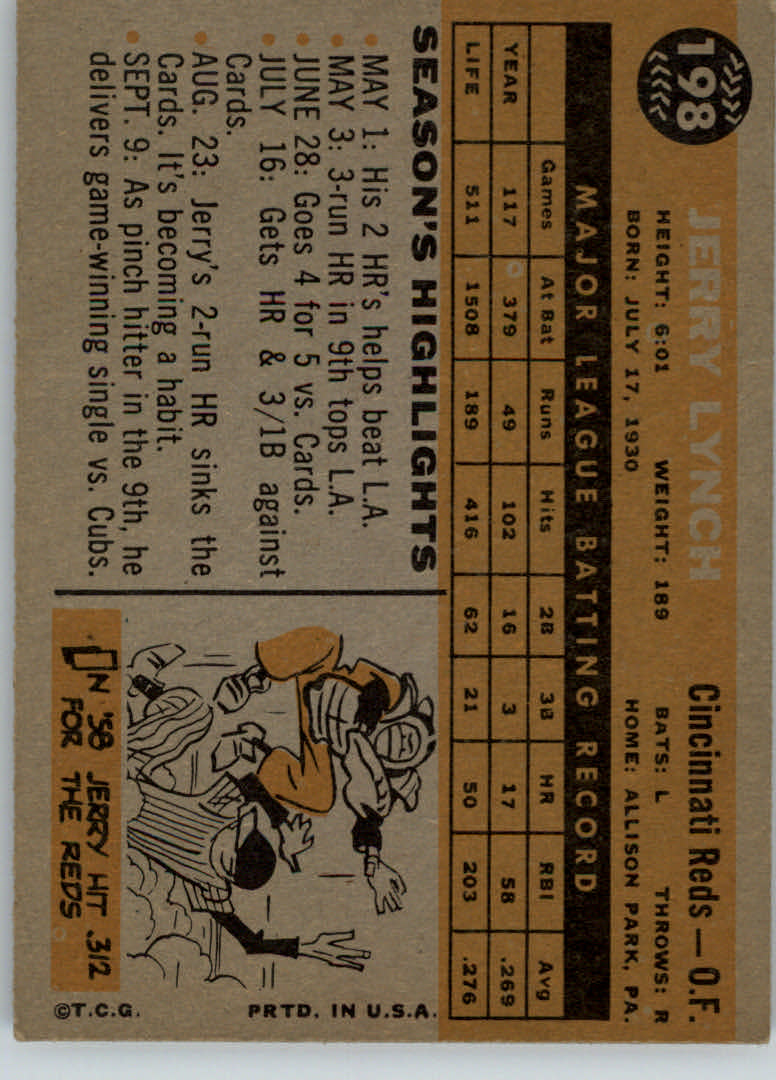 198
JERRY LYNCH
Cincinnati Reds — O.F.
HEIGHT: 6:01 WEIGHT: 189 BATS: L THROWS: R
BORN: JULY 17, 1930 HOME: ALLISON PARK, PA.
MAJOR LEAGUE BATTING RECORD
Games At Bat Runs Hits 2B 3B HR RBI Avg
YEAR 117 379 49 102 16 3 17 58 .269
LIFE 511 1508 189 416 62 21 50 203 .276
SEASON'S HIGHLIGHTS
• MAY 1: His 2 HR's helps beat L.A.
• MAY 3: 3-run HR in 9th tops L.A.
• JUNE 28: Goes 4 for 5 vs. Cards.
• JULY 16: Gets HR & 3/1B against
Cards.
• AUG. 23: Jerry's 2-run HR sinks the
Cards. It's becoming a habit.
• SEPT. 9: As pinch hitter in the 9th, he
delivers game-winning single vs. Cubs.
IN '58 JERRY HIT .312
FOR THE REDS
©T.C.G. PRTD. IN U.S.A.